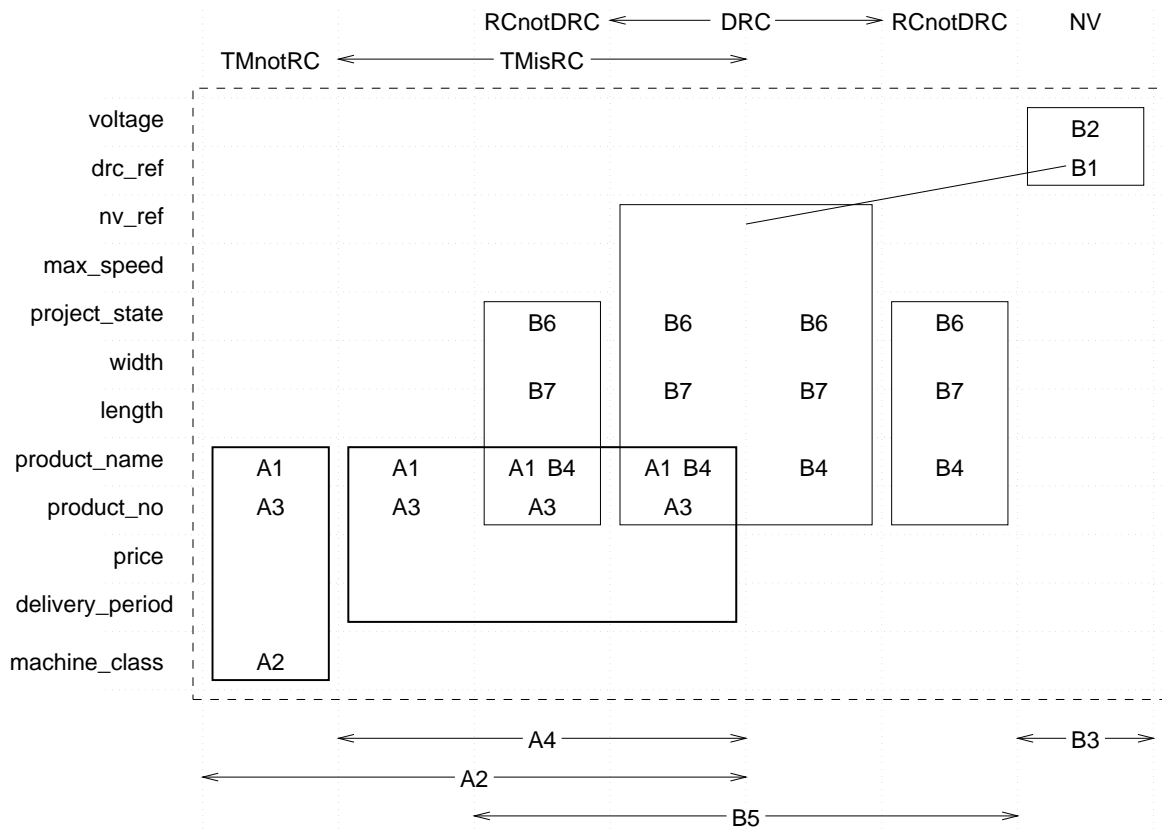 RCnotDRC DRC RCnotDRC NV
TMnotRC TMisRC
voltage B2
drc_ref B1
nv_ref
max_speed
project_state B6 B6 B6 B6
width
B7 B7 B7 B7
length
product_name A1 A1 A1 B4 A1 B4 B4 B4
product_no A3 A3 A3 A3
price
delivery_period
machine_class A2
A4 B3
A2
B5